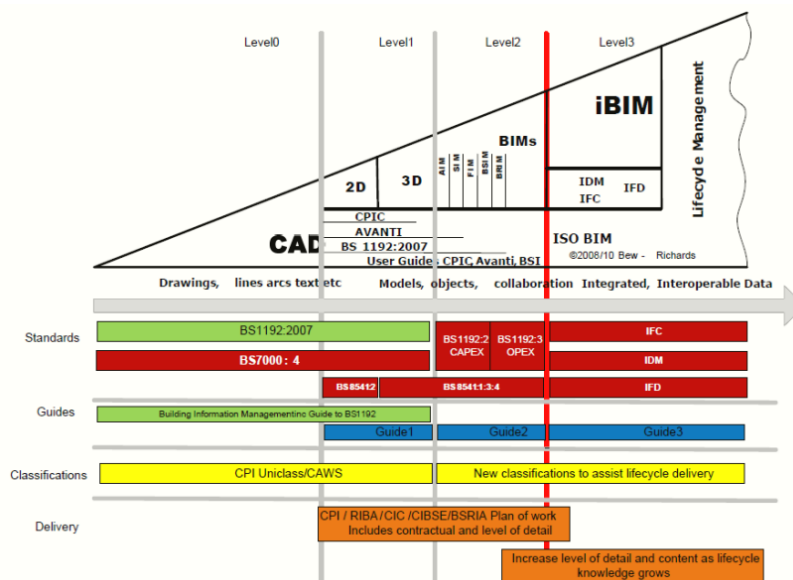 Level0 Level1 Level2 Level3
iBIM
BIMs
2D 3D
AIM
SIM
FIM
BSIM
BRIM
IDM IFD
IFC
Lifecycle Management
CPIC
AVANTI
CAD BS 1192:2007 ISO BIM
User Guides CPIC, Avanti, BSI ©2008/10 Bew - Richards
Drawings, lines arcs text etc Models, objects, collaboration Integrated, Interoperable Data
Standards
BS1192:2007
BS1192:2
CAPEX
BS1192:3
OPEX
IFC
BS7000: 4
IDM
BS8541:2
BS8541:1:3:4
IFD
Guides
Building Information Managementinc Guide to BS1192
Guide1 Guide2 Guide3
Classifications
CPI Uniclass/CAWS
New classifications to assist lifecycle delivery
Delivery
CPI / RIBA /CIC /CIBSE/BSRIA Plan of work
Includes contractual and level of detail
Increase level of detail and content as lifecycle
knowledge grows